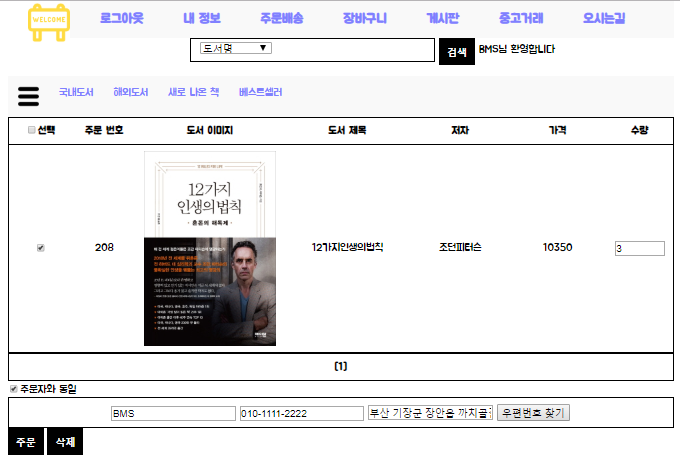 WELCOME 로그아웃 내 정보 주문배송 장바구니 게시판 중고거래 오시는길
도서명 검색 BMS님 환영합니다
국내도서 해외도서 새로 나온 책 베스트셀러
선택 주문 번호 도서 이미지 도서 제목 저자 가격 수량
12가지
인생의 법칙
· 혼돈의 해독제 ·
208 12가지인생의법칙 조던피터슨 10350 3
[1]
주문자와 동일
BMS 010-1111-2222 부산 기장군 장안읍 까치골 우편번호 찾기
주문 삭제